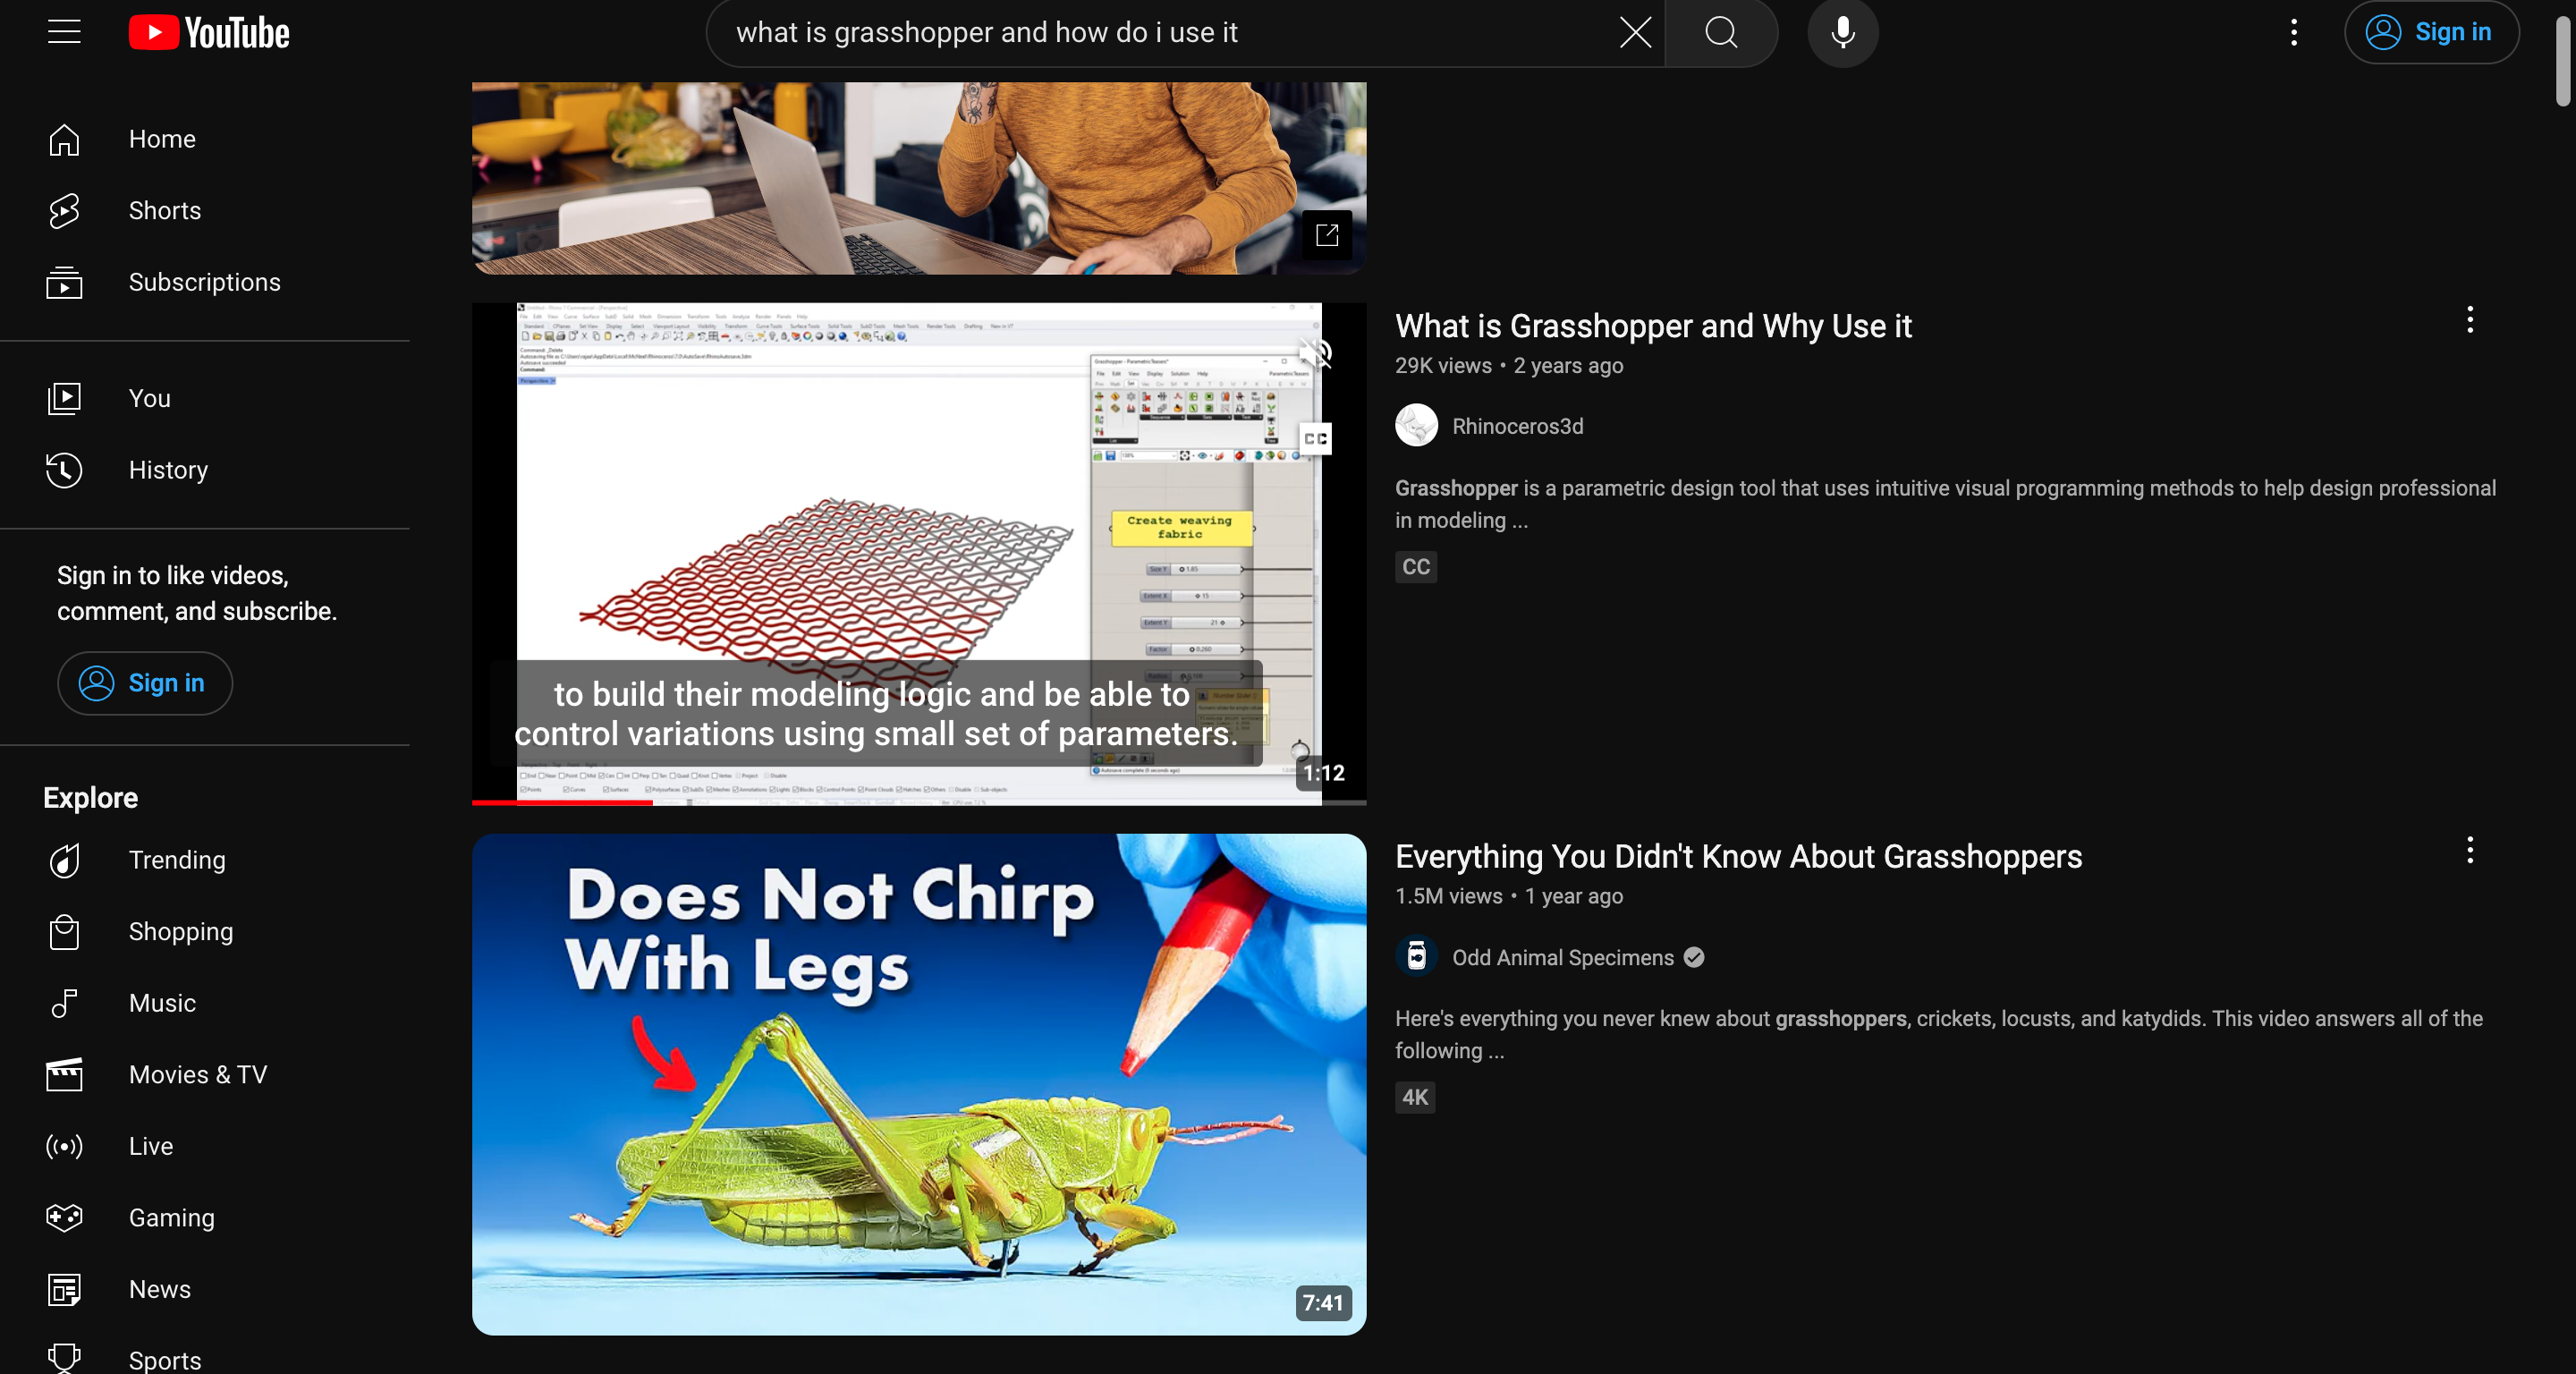 YouTube
what is grasshopper and how do i use it
Sign in
Home
Shorts
Subscriptions
You
History
Sign in to like videos,
comment, and subscribe.
Sign in
Explore
Trending
Shopping
Music
Movies & TV
Live
Gaming
News
Sports
Create weaving
fabric
CC
to build their modeling logic and be able to
control variations using small set of parameters.
1:12
What is Grasshopper and Why Use it
29K views • 2 years ago
Rhinoceros3d
Grasshopper is a parametric design tool that uses intuitive visual programming methods to help design professional
in modeling ...
CC
Does Not Chirp
With Legs
7:41
Everything You Didn't Know About Grasshoppers
1.5M views • 1 year ago
Odd Animal Specimens
Here's everything you never knew about grasshoppers, crickets, locusts, and katydids. This video answers all of the
following ...
4K